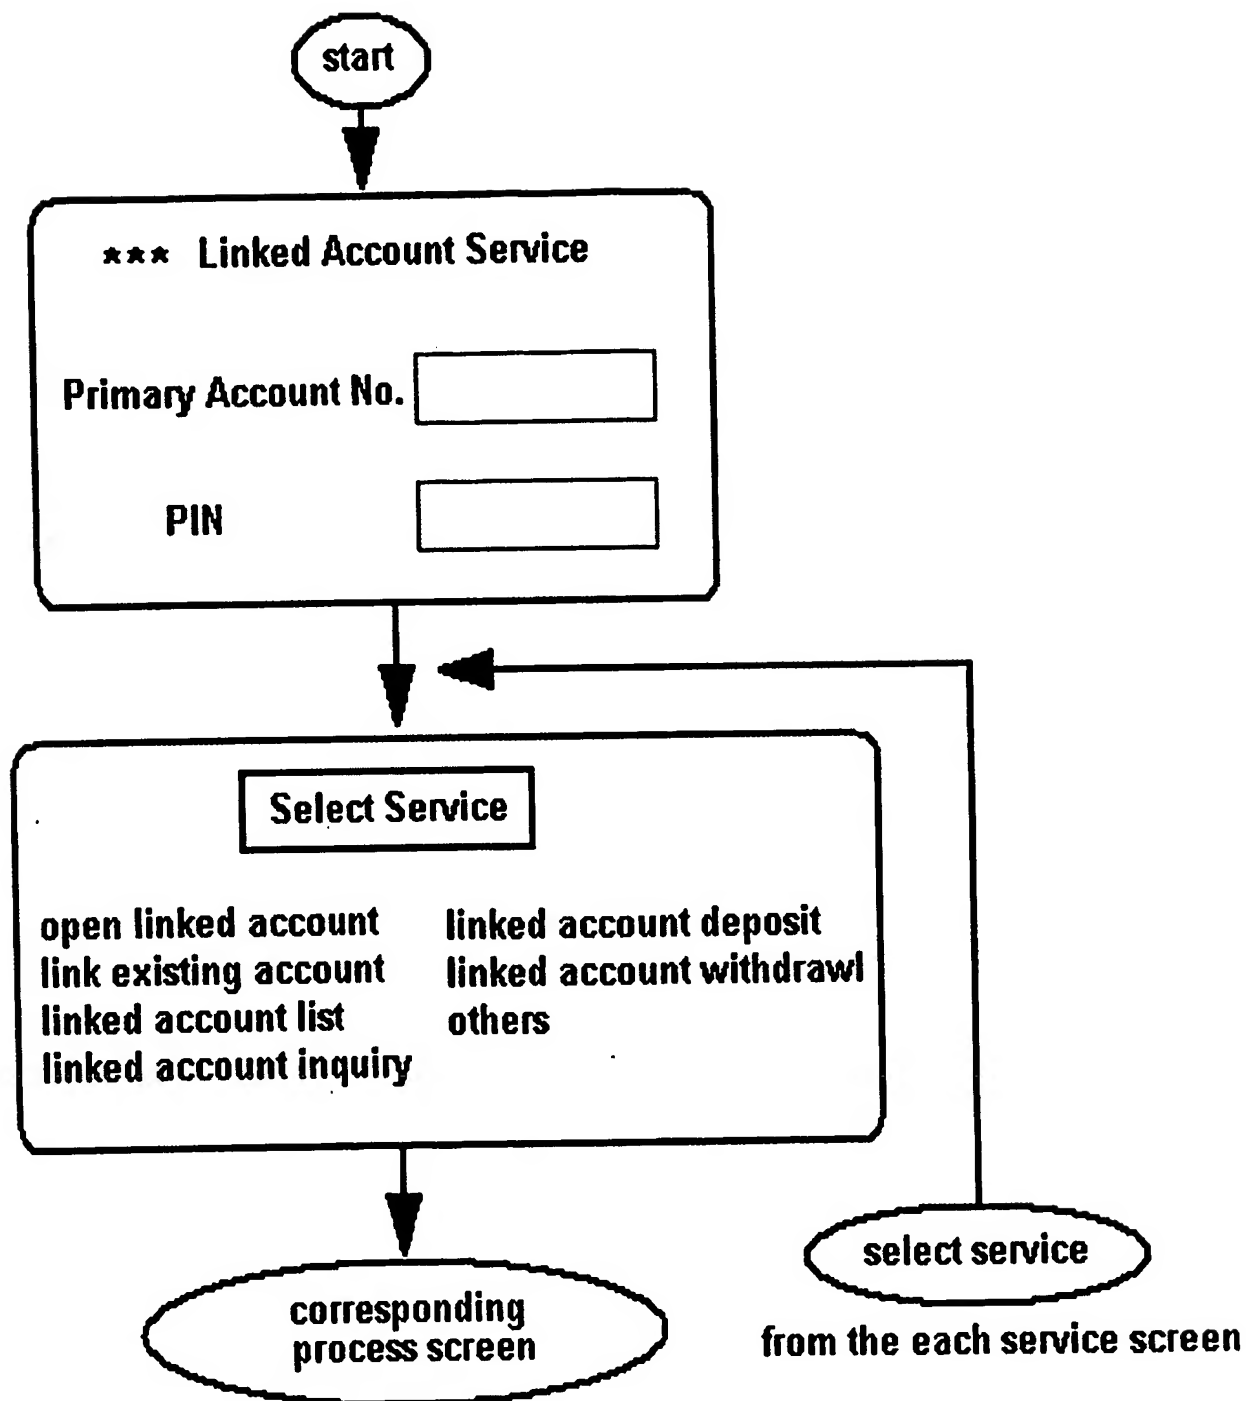 start
*** Linked Account Service
Primary Account No.
PIN
Select Service
open linked account
link existing account
linked account list
linked account inquiry
linked account deposit
linked account withdrawl
others
corresponding
process screen
select service
from the each service screen